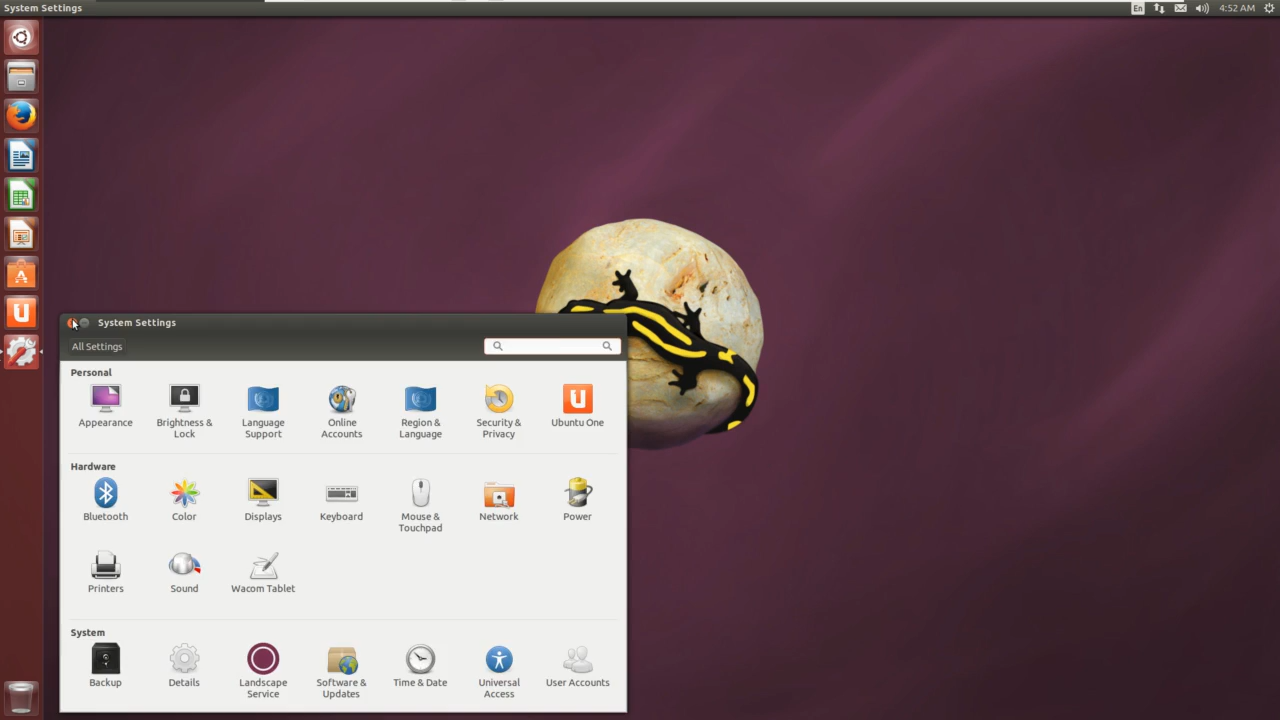 System Settings
En
4:52 AM
System Settings
All Settings
Personal
Appearance
Brightness &
Lock
Language
Support
Online
Accounts
Region &
Language
Security &
Privacy
Ubuntu One
Hardware
Bluetooth
Color
Displays
Keyboard
Mouse &
Touchpad
Network
Power
Printers
Sound
Wacom Tablet
System
Backup
Details
Landscape
Service
Software &
Updates
Time & Date
Universal
Access
User Accounts